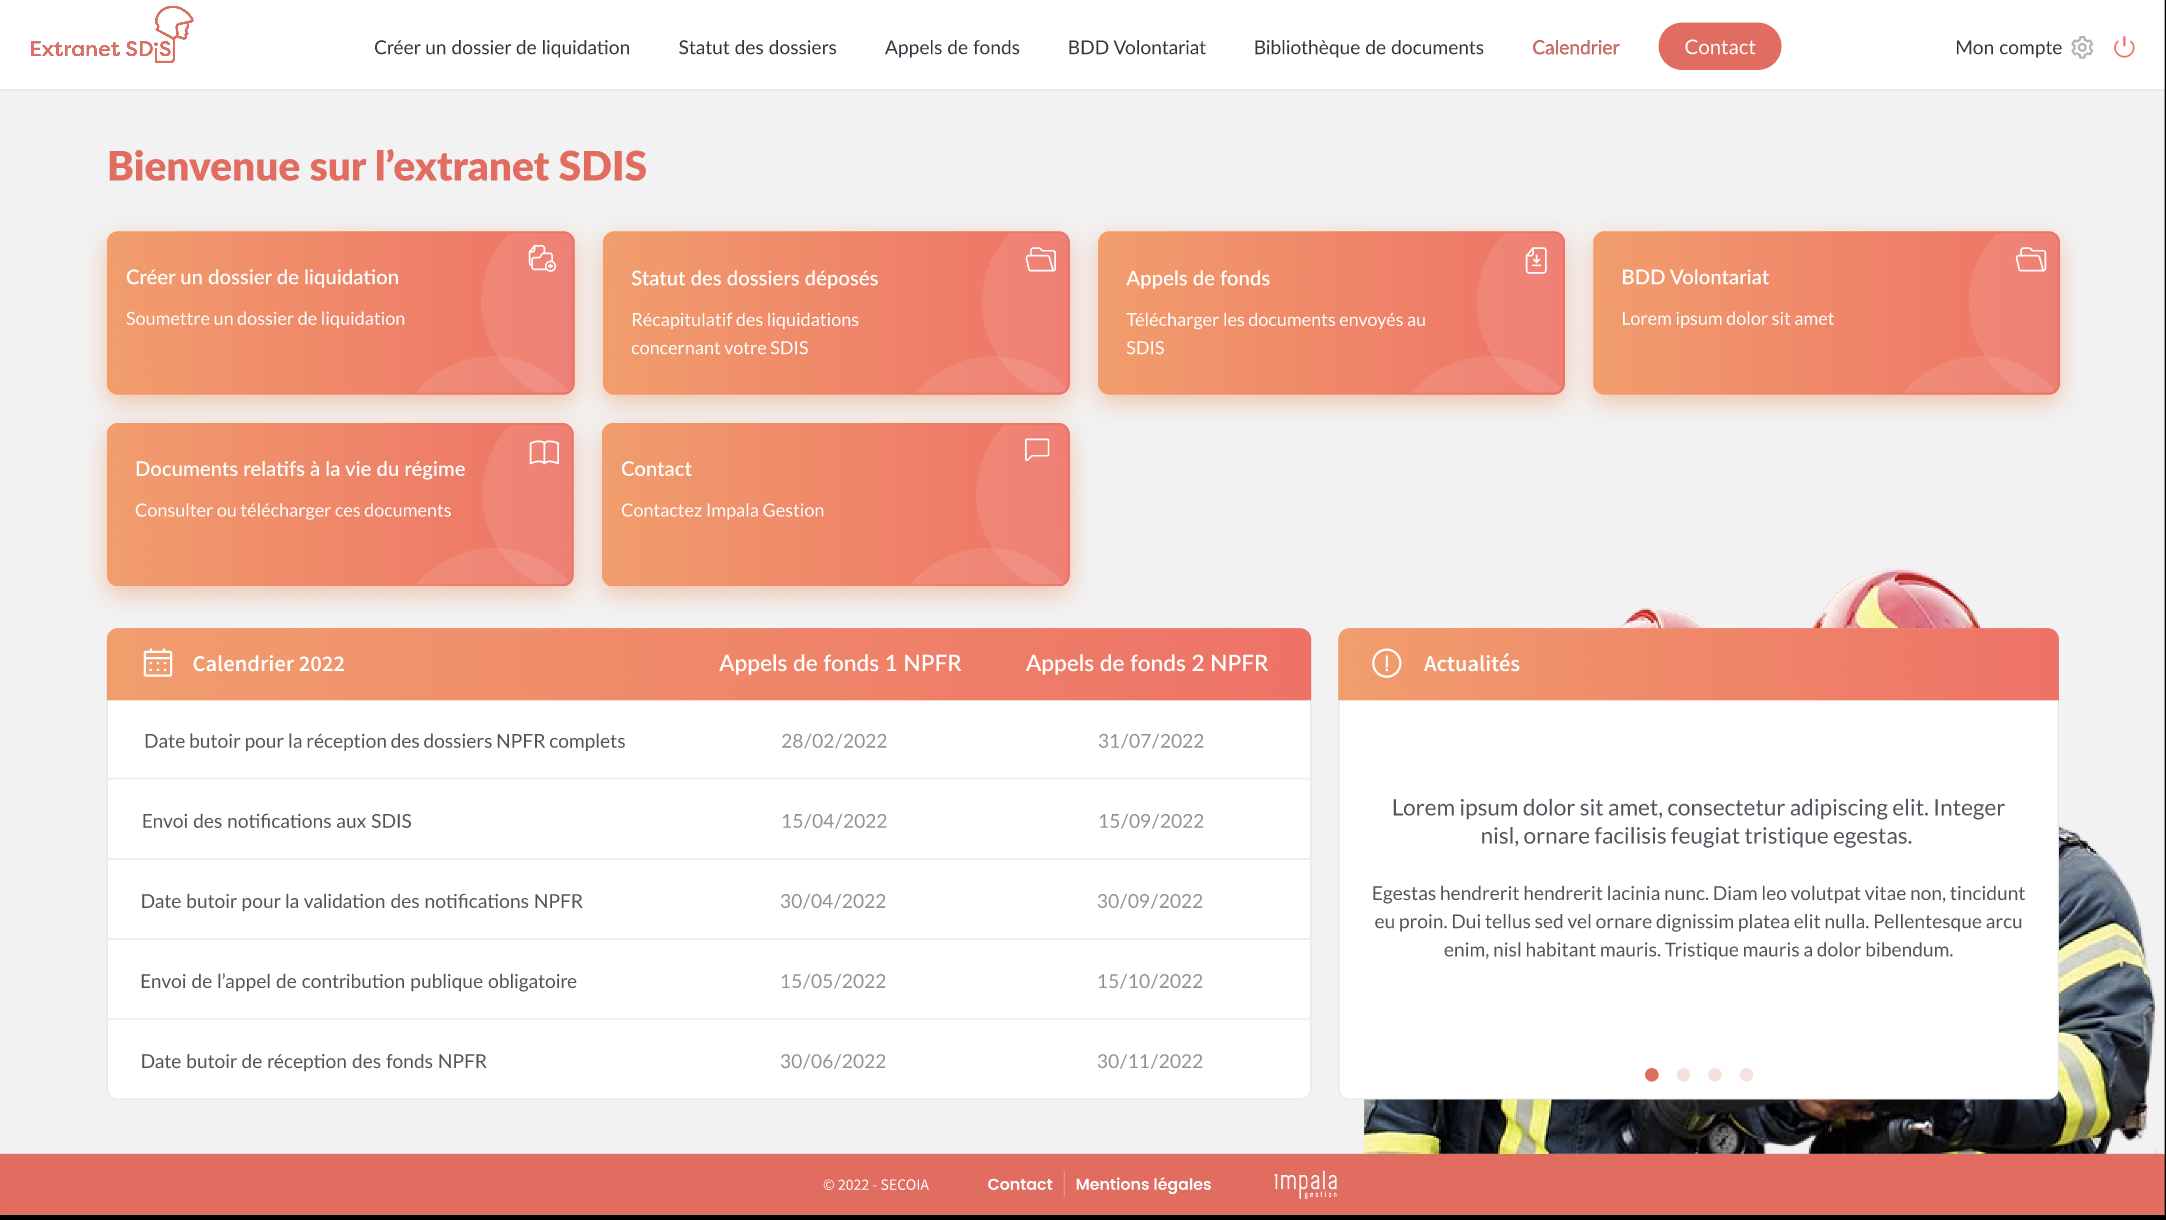 Extranet SDiS
Créer un dossier de liquidation
Statut des dossiers
Appels de fonds
BDD Volontariat
Bibliothèque de documents
Calendrier
Contact
Mon compte
Bienvenue sur l’extranet SDIS
Créer un dossier de liquidation
Soumettre un dossier de liquidation
Statut des dossiers déposés
Récapitulatif des liquidations
concernant votre SDIS
Appels de fonds
Télécharger les documents envoyés au
SDIS
BDD Volontariat
Lorem ipsum dolor sit amet
Documents relatifs à la vie du régime
Consulter ou télécharger ces documents
Contact
Contactez Impala Gestion
Calendrier 2022 Appels de fonds 1 NPFR Appels de fonds 2 NPFR
Date butoir pour la réception des dossiers NPFR complets 28/02/2022 31/07/2022
Envoi des notifications aux SDIS 15/04/2022 15/09/2022
Date butoir pour la validation des notifications NPFR 30/04/2022 30/09/2022
Envoi de l’appel de contribution publique obligatoire 15/05/2022 15/10/2022
Date butoir de réception des fonds NPFR 30/06/2022 30/11/2022
Actualités
Lorem ipsum dolor sit amet, consectetur adipiscing elit. Integer
nisl, ornare facilisis feugiat tristique egestas.
Egestas hendrerit hendrerit lacinia nunc. Diam leo volutpat vitae non, tincidunt
eu proin. Dui tellus sed vel ornare dignissim platea elit nulla. Pellentesque arcu
enim, nisl habitant mauris. Tristique mauris a dolor bibendum.
© 2022 - SECOIA
Contact
Mentions légales
impala
gestion